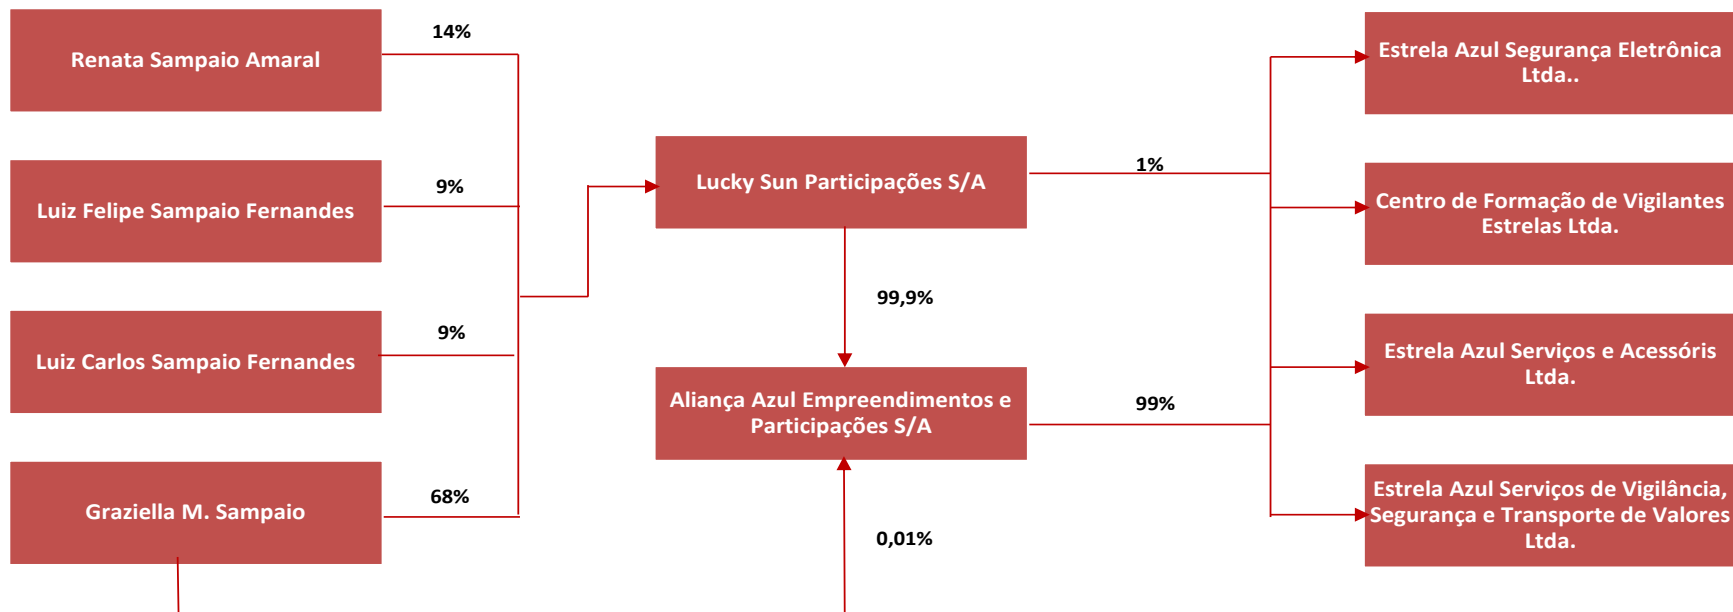 Renata Sampaio Amaral
14%
Luiz Felipe Sampaio Fernandes
9%
Luiz Carlos Sampaio Fernandes
9%
Graziella M. Sampaio
68%
Lucky Sun Participações S/A
1%
99,9%
Aliança Azul Empreendimentos e
Participações S/A
99%
0,01%
Estrela Azul Segurança Eletrônica
Ltda..
Centro de Formação de Vigilantes
Estrelas Ltda.
Estrela Azul Serviços e Acessóris
Ltda.
Estrela Azul Serviços de Vigilância,
Segurança e Transporte de Valores
Ltda.